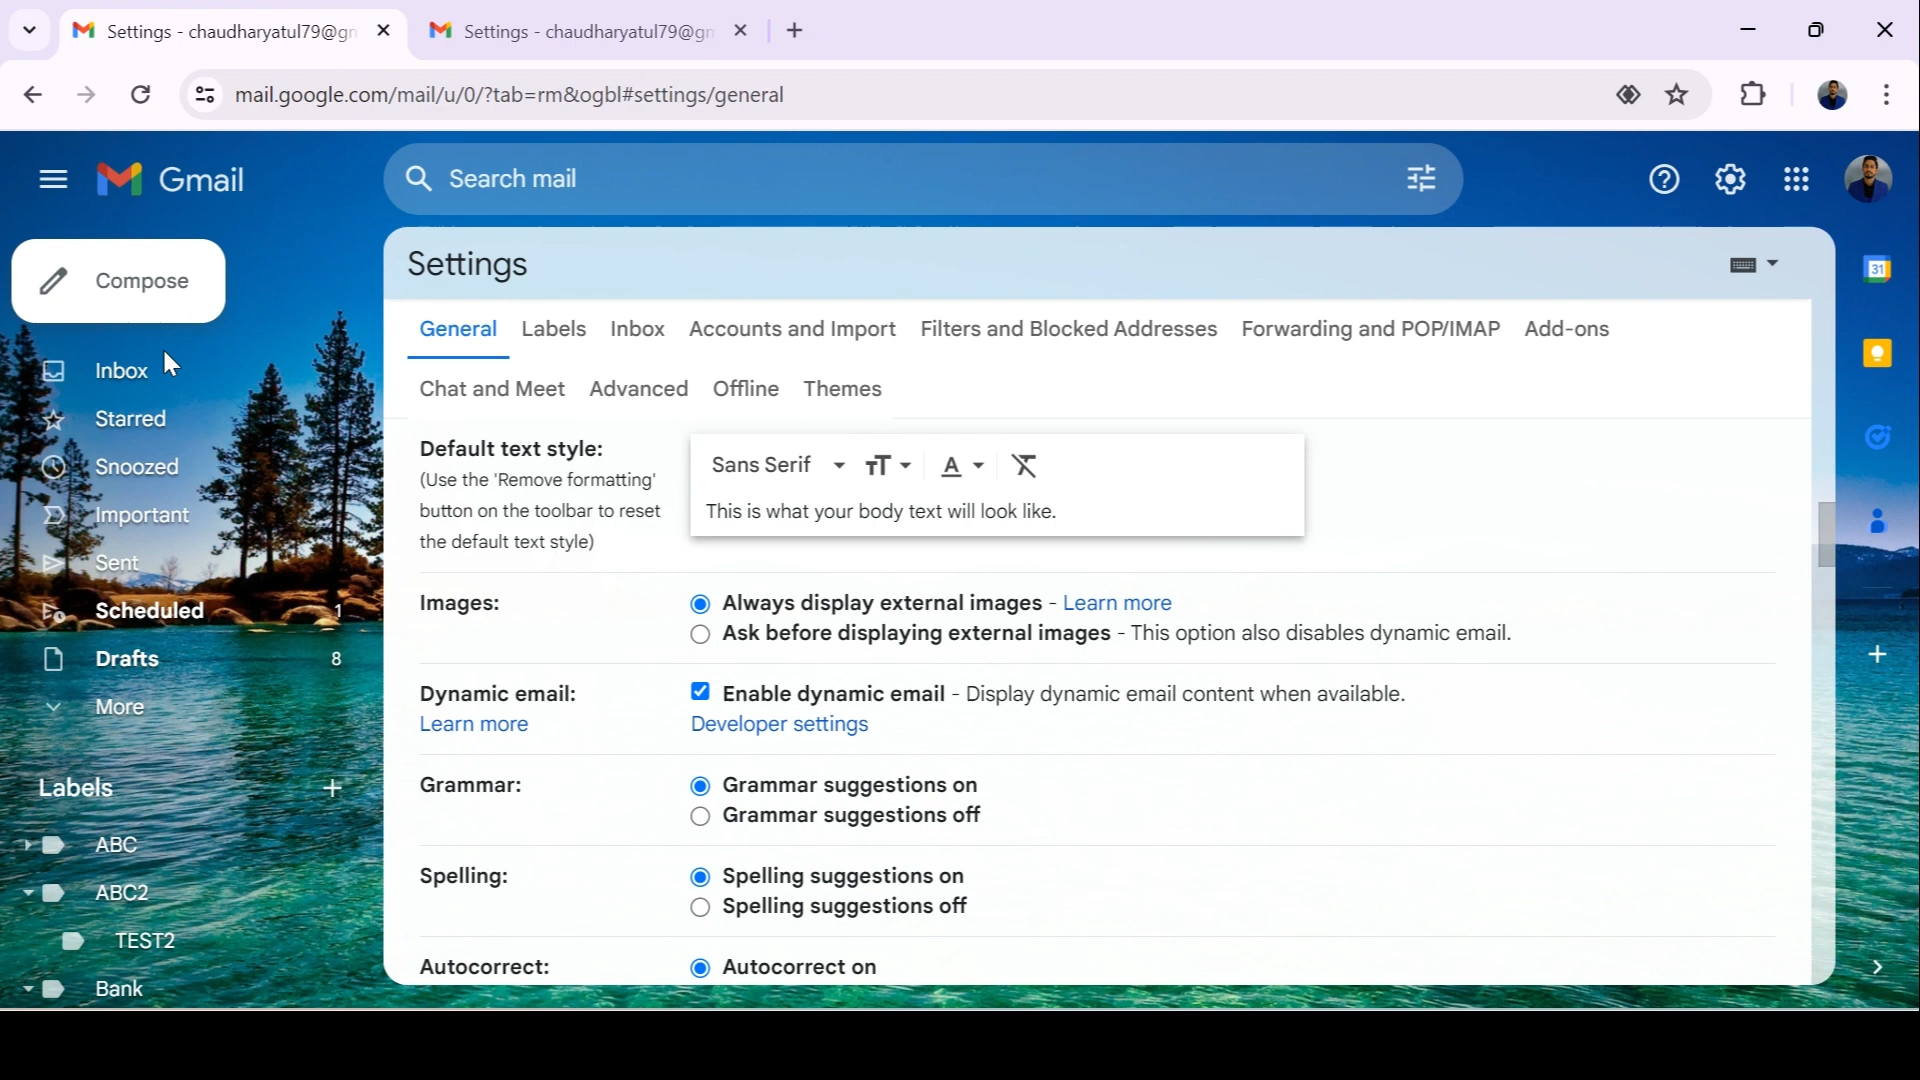 Settings - chaudharyatul79@gm
Settings - chaudharyatul79@gm
mail.google.com/mail/u/0/?tab=rm&ogbl#settings/general
Gmail
Search mail
Compose
Inbox
Starred
Snoozed
Important
Sent
Scheduled 1
Drafts 8
More
Labels
ABC
ABC2
TEST2
Bank
Settings
General Labels Inbox Accounts and Import Filters and Blocked Addresses Forwarding and POP/IMAP Add-ons
Chat and Meet Advanced Offline Themes
Default text style:
(Use the 'Remove formatting'
button on the toolbar to reset
the default text style)
Sans Serif
This is what your body text will look like.
Images:
Always display external images - Learn more
Ask before displaying external images - This option also disables dynamic email.
Dynamic email:
Learn more
Enable dynamic email - Display dynamic email content when available.
Developer settings
Grammar:
Grammar suggestions on
Grammar suggestions off
Spelling:
Spelling suggestions on
Spelling suggestions off
Autocorrect:
Autocorrect on
31